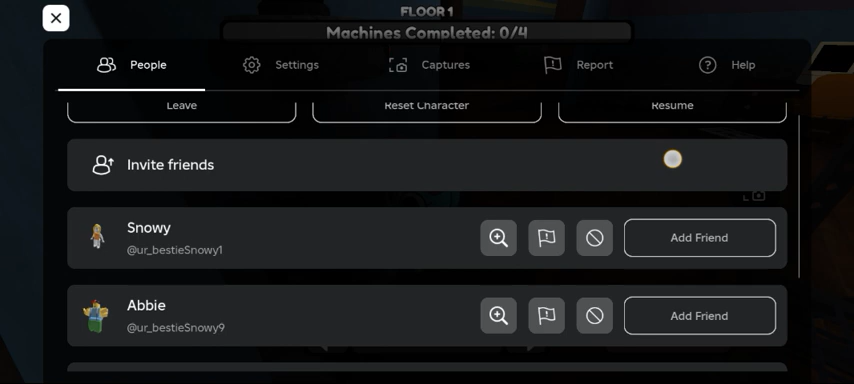 FLOOR 1
Machines Completed: 0/4
People
Settings
Captures
Report
Help
Leave
Reset Character
Resume
Invite friends
Snowy
@ur_bestieSnowy1
Add Friend
Abbie
@ur_bestieSnowy9
Add Friend